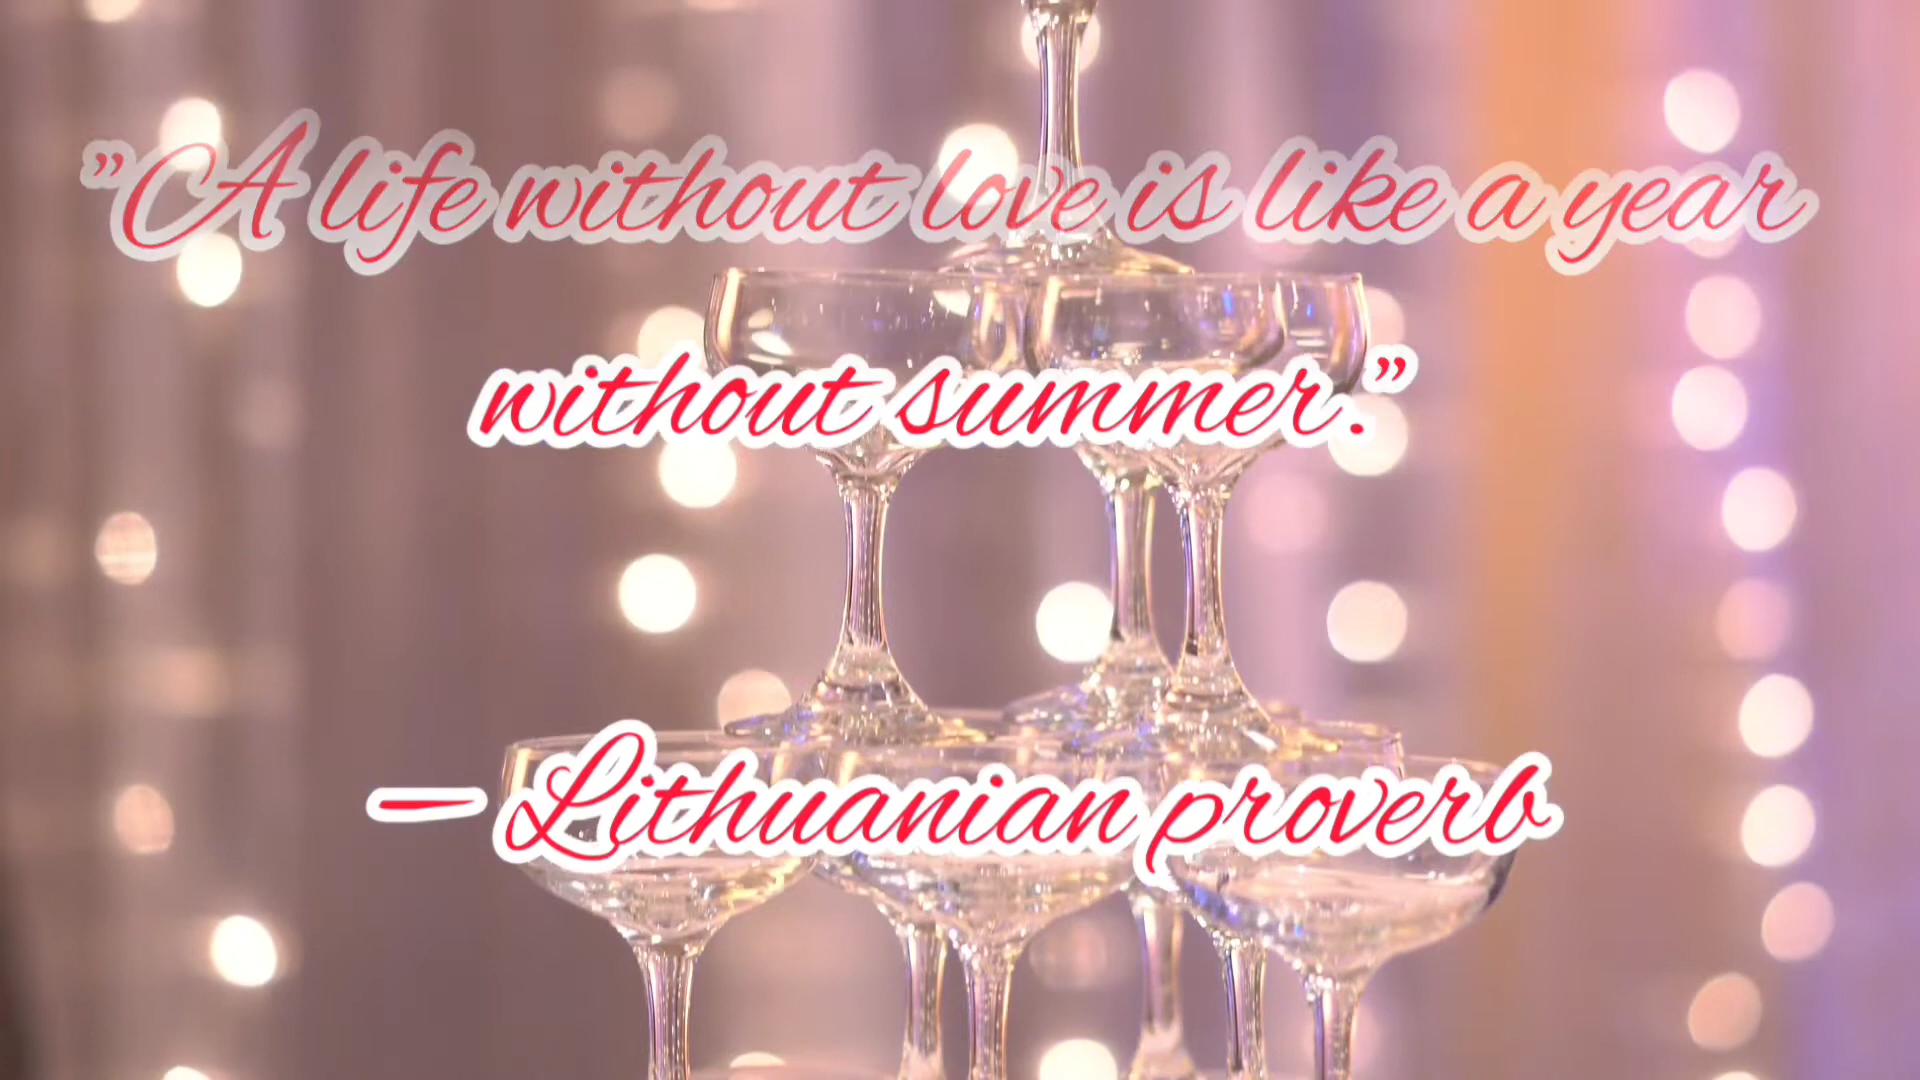 "A life without love is like a year
without summer."
— Lithuanian proverb